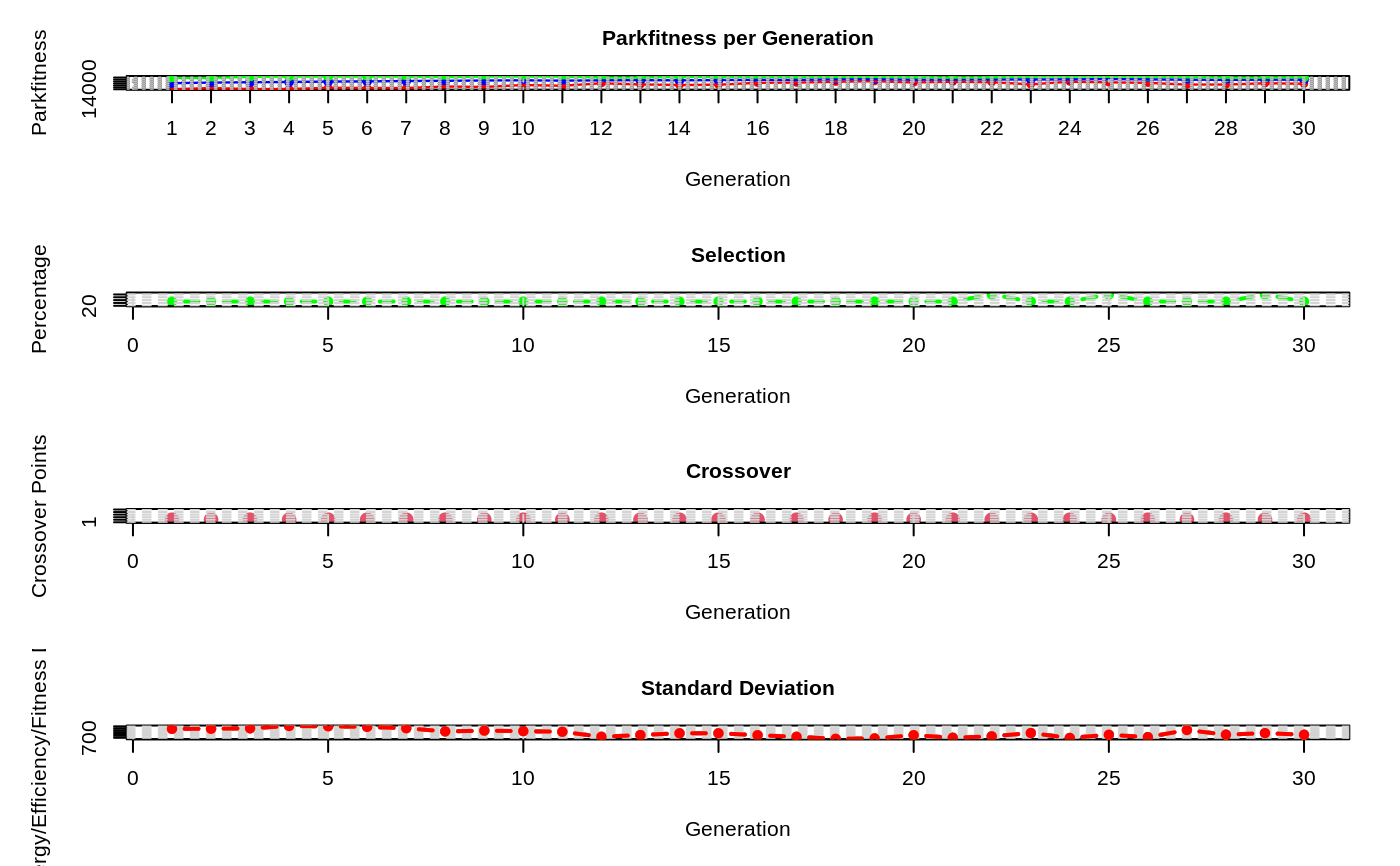 Parkfitness per Generation
Parkfitness
14000
1 2 3 4 5 6 7 8 9 10 12 14 16 18 20 22 24 26 28 30
Generation
Selection
Percentage
20
0 5 10 15 20 25 30
Generation
Crossover
Crossover Points
1
0 5 10 15 20 25 30
Generation
Standard Deviation
rgy/Efficiency/Fitness I
700
0 5 10 15 20 25 30
Generation